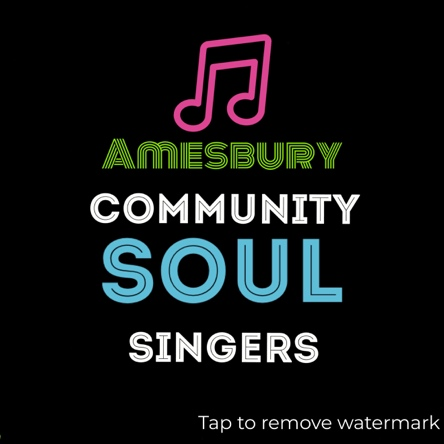 AMESBURY
COMMUNITY
SOUL
SINGERS
Tap to remove watermark